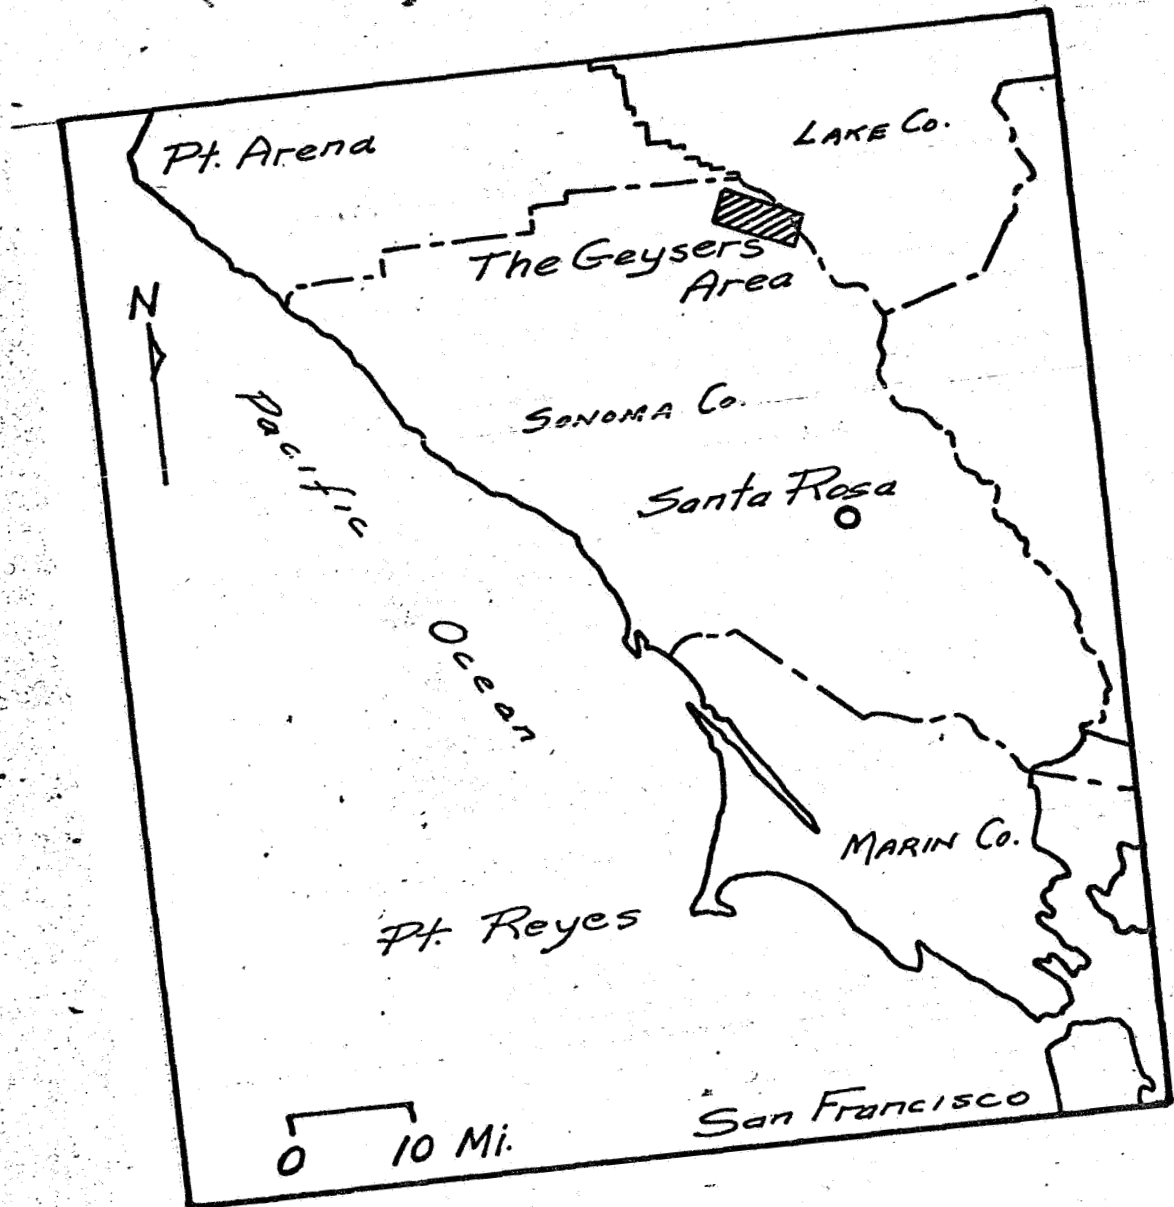 Pt. Arena
LAKE Co.
The Geysers
Area
N
SONOMA Co.
Pacific
Santa Rosa
Ocean
MARIN Co.
Pt. Reyes
San Francisco
0 10 Mi.